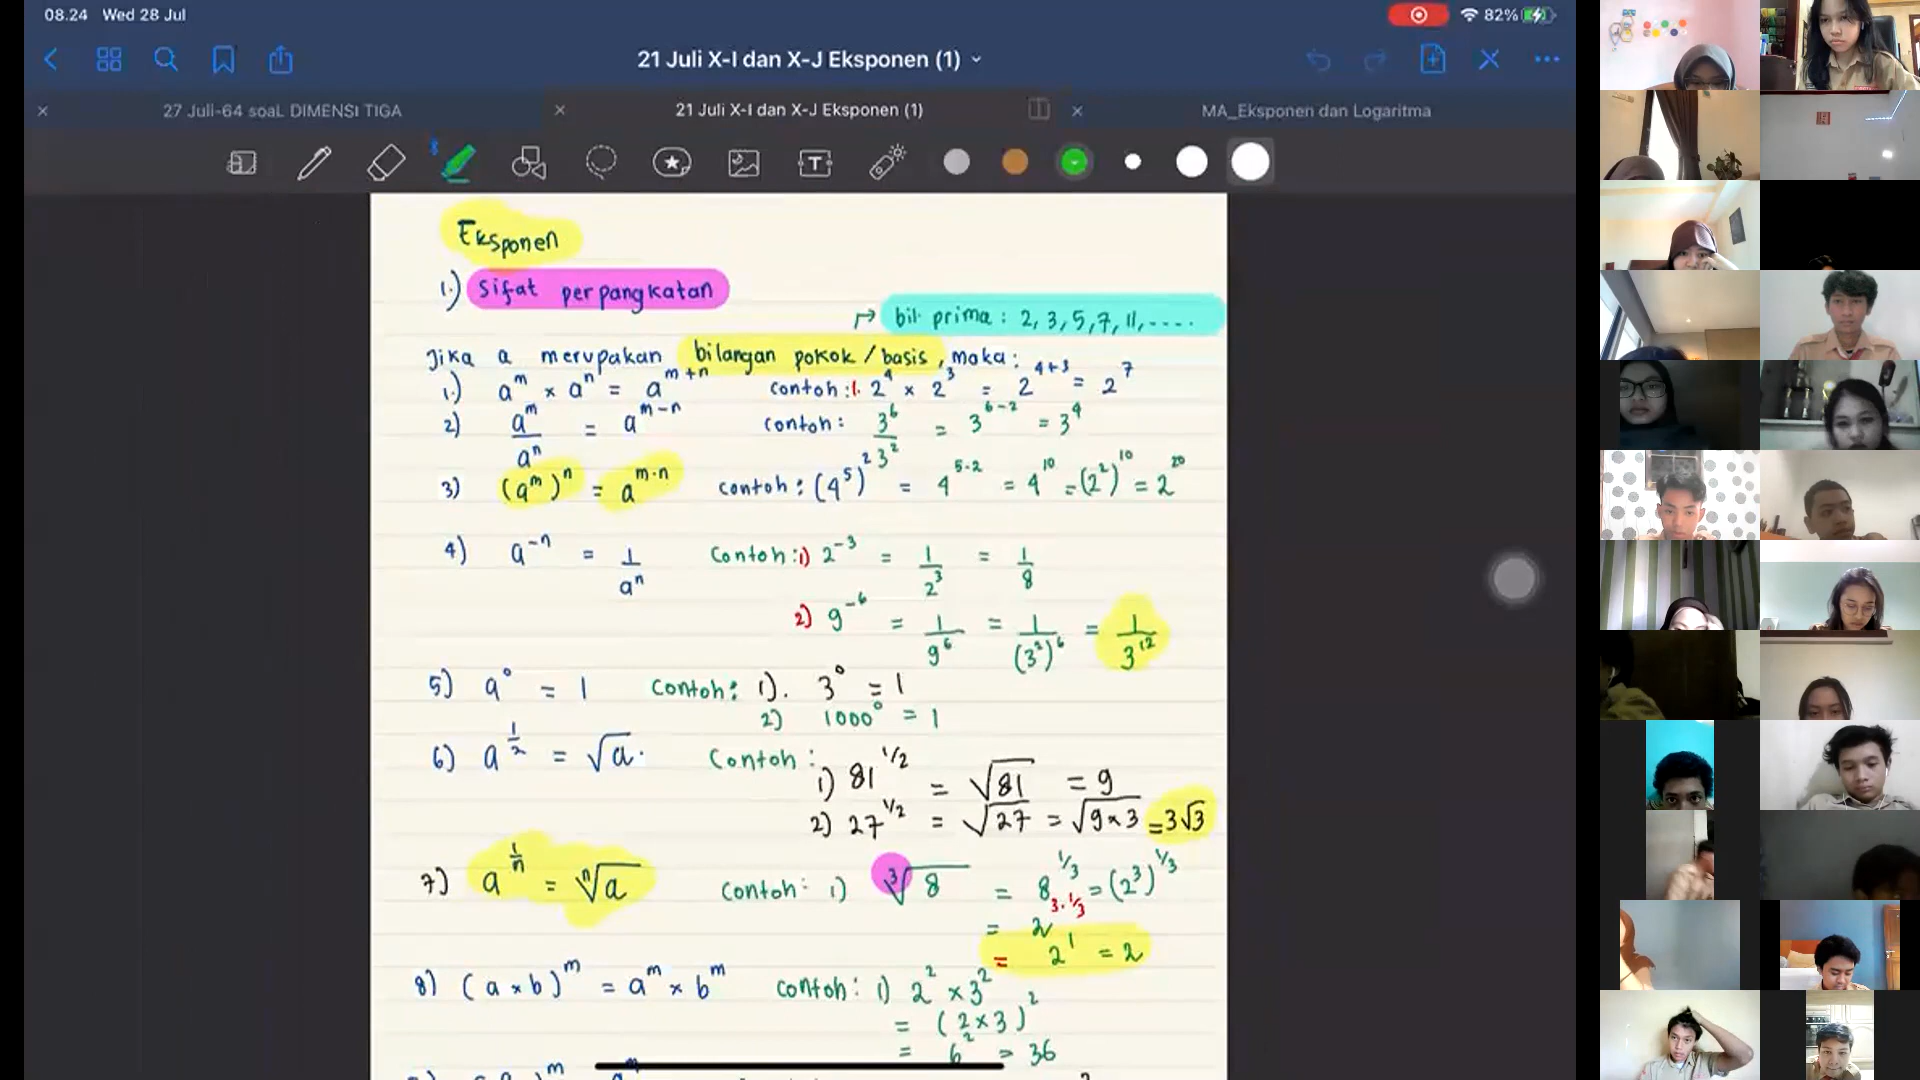 08.24 Wed 28 Jul
82%
21 Juli X-I dan X-J Eksponen (1)
27 Juli-64 soaL DIMENSI TIGA
21 Juli X-I dan X-J Eksponen (1)
MA_Eksponen dan Logaritma
Eksponen
1.) Sifat perpangkatan
↱ bil. prima : 2, 3, 5, 7, 11, ----.
Jika a merupakan bilangan pokok / basis, maka :
1.) a^m × a^n = a^{m+n} contoh : 1. 2^4 × 2^3 = 2^{4+3} = 2^7
2) a^m / a^n = a^{m-n} contoh : 3^6 / 3^2 = 3^{6-2} = 3^4
3) (a^m)^n = a^{m·n} contoh : (4^5)^2 = 4^{5·2} = 4^{10} = (2^2)^{10} = 2^{20}
4) a^{-n} = 1/a^n Contoh : 1) 2^{-3} = 1/2^3 = 1/8
2) 9^{-6} = 1/9^6 = 1/(3^2)^6 = 1/3^{12}
5) a^0 = 1 Contoh : 1). 3^0 = 1
2) 1000^0 = 1
6) a^{1/2} = √a . Contoh :
1) 81^{1/2} = √81 = 9
2) 27^{1/2} = √27 = √9×3 = 3√3
7) a^{1/n} = ⁿ√a Contoh : 1) ³√8 = 8^{1/3} = (2^3)^{1/3}
= 2^{3·1/3}
= 2^1 = 2
8) (a × b)^m = a^m × b^m contoh : 1) 2^2 × 3^2
= (2 × 3)^2
= 6^2 = 36